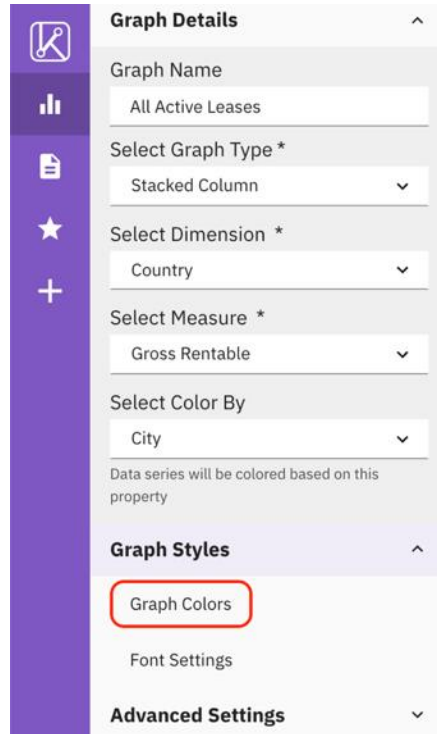 Graph Details
Graph Name
All Active Leases
Select Graph Type *
Stacked Column
Select Dimension *
Country
Select Measure *
Gross Rentable
Select Color By
City
Data series will be colored based on this
property
Graph Styles
Graph Colors
Font Settings
Advanced Settings